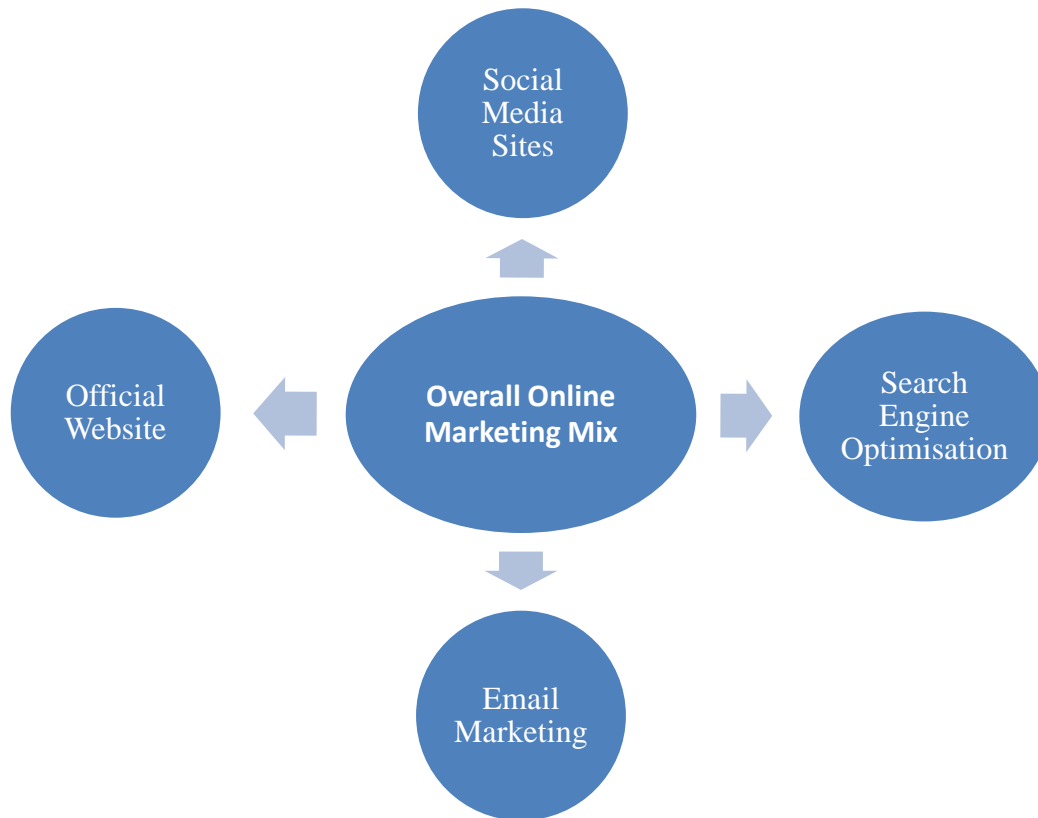 Social
Media
Sites
Official
Website
Overall Online
Marketing Mix
Search
Engine
Optimisation
Email
Marketing